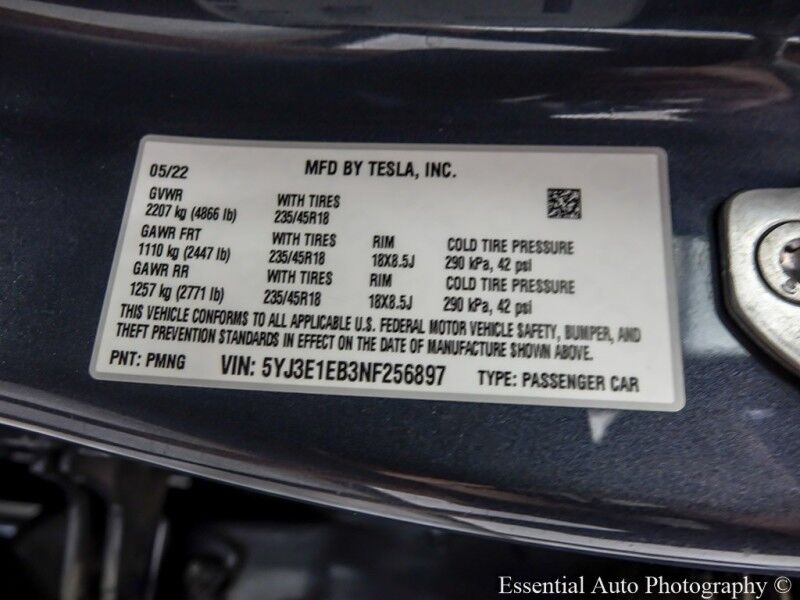 05/22 MFD BY TESLA, INC.
GVWR WITH TIRES
2207 kg (4866 lb) 235/45R18
GAWR FRT WITH TIRES RIM COLD TIRE PRESSURE
1110 kg (2447 lb) 235/45R18 18X8.5J 290 kPa, 42 psi
GAWR RR WITH TIRES RIM COLD TIRE PRESSURE
1257 kg (2771 lb) 235/45R18 18X8.5J 290 kPa, 42 psi
THIS VEHICLE CONFORMS TO ALL APPLICABLE U.S. FEDERAL MOTOR VEHICLE SAFETY, BUMPER, AND
THEFT PREVENTION STANDARDS IN EFFECT ON THE DATE OF MANUFACTURE SHOWN ABOVE.
PNT: PMNG VIN: 5YJ3E1EB3NF256897 TYPE: PASSENGER CAR
Essential Auto Photography ©